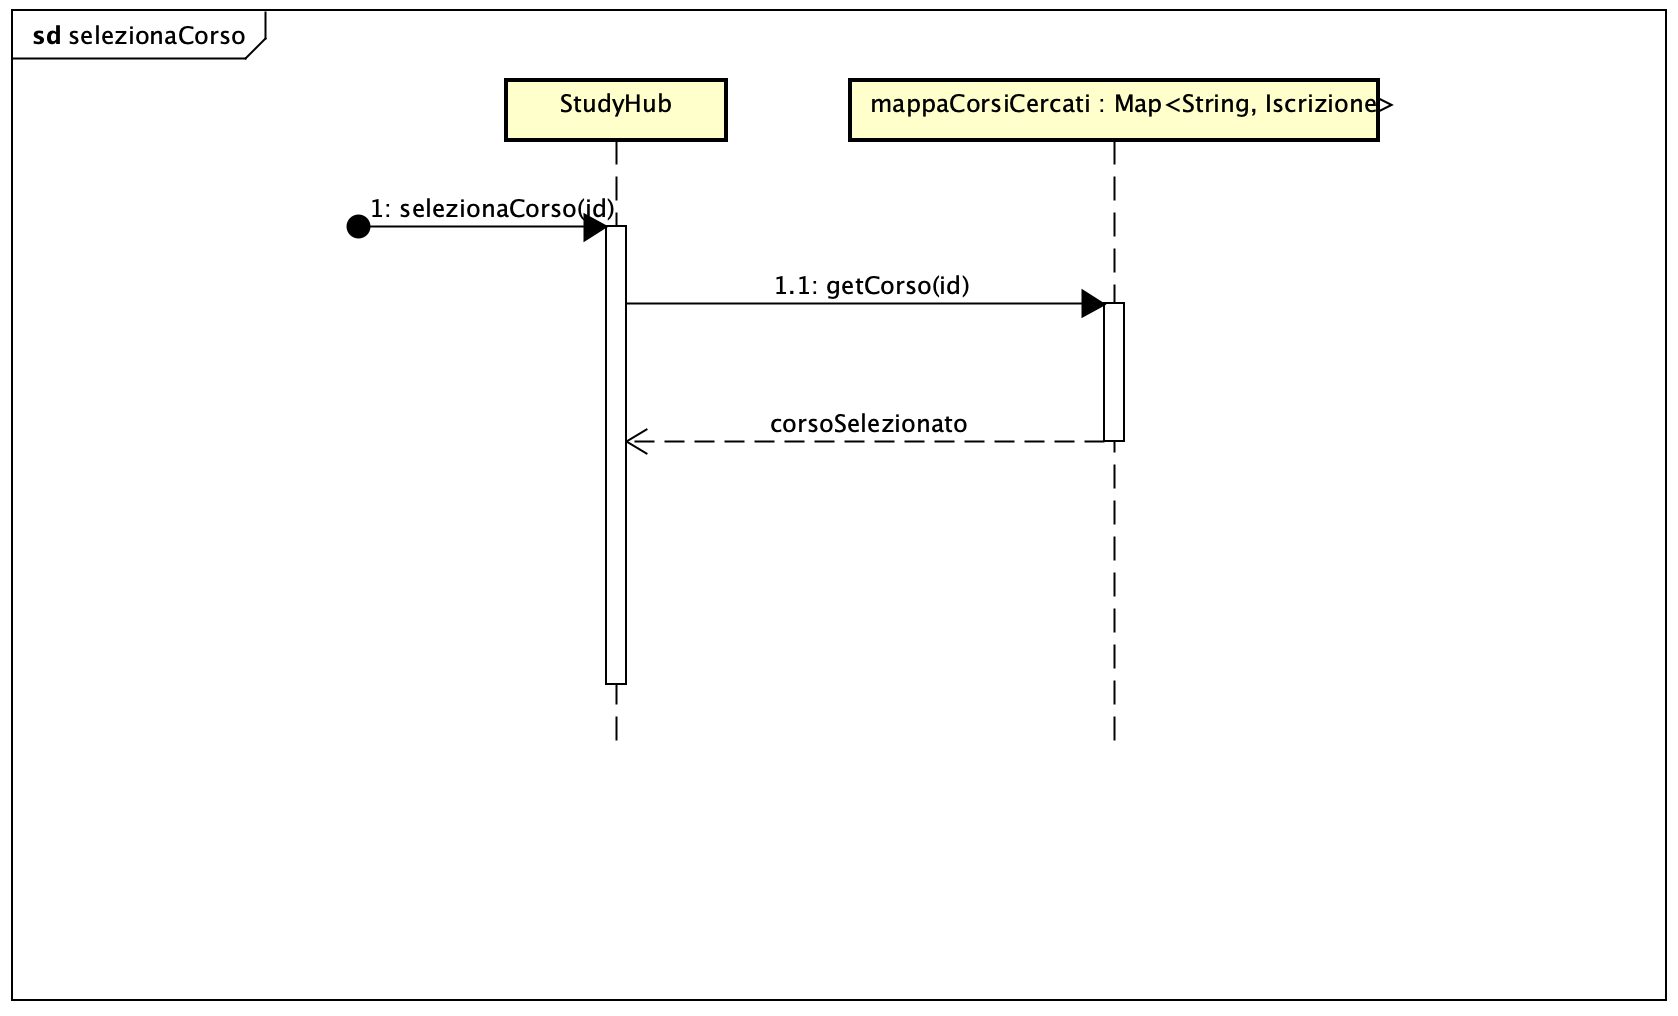 sd selezionaCorso
StudyHub
mappaCorsiCercati : Map<String, Iscrizione>
1: selezionaCorso(id)
1.1: getCorso(id)
corsoSelezionato